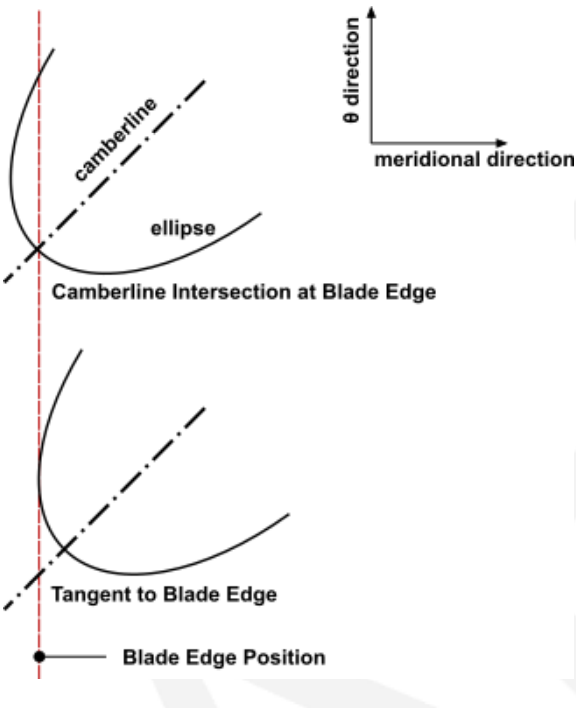 θ direction
meridional direction
camberline
ellipse
Camberline Intersection at Blade Edge
Tangent to Blade Edge
Blade Edge Position